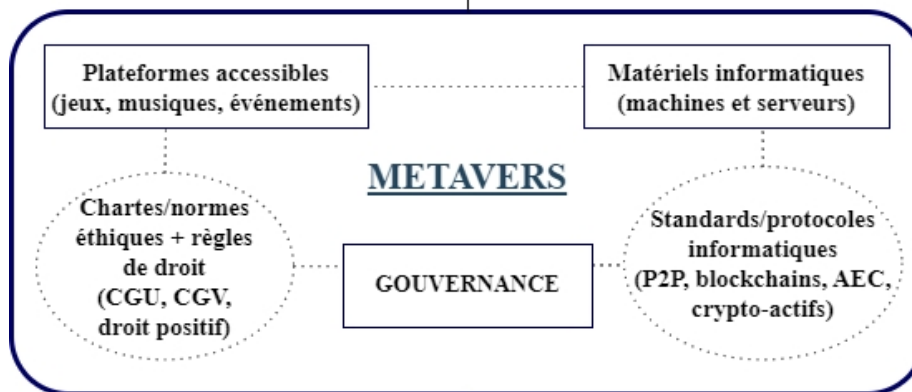 Plateformes accessibles
(jeux, musiques, événements)
Matériels informatiques
(machines et serveurs)
METAVERS
Chartes/normes
éthiques + règles
de droit
(CGU, CGV,
droit positif)
GOUVERNANCE
Standards/protocoles
informatiques
(P2P, blockchains, AEC,
crypto-actifs)